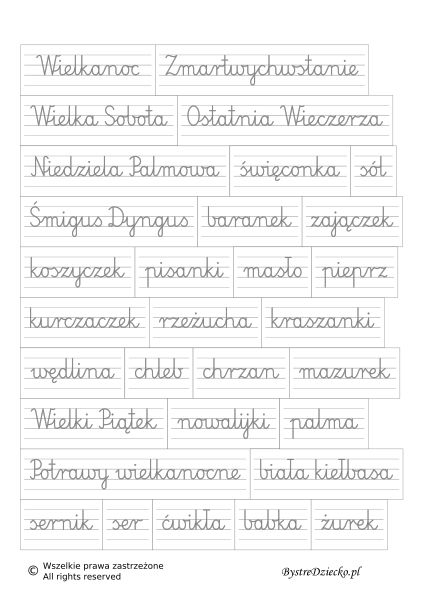 Wielkanoc Zmartwychwstanie
Wielka Sobota Ostatnia Wieczerza
Niedziela Palmowa święconka sól
Śmigus Dyngus baranek zajączek
koszyczek pisanki masło pieprz
kurczaczek rzeżucha kraszanki
wędlina chleb chrzan mazurek
Wielki Piątek nowalijki palma
Potrawy wielkanocne biała kiełbasa
sernik ser ćwikła babka żurek
© Wszelkie prawa zastrzeżone
All rights reserved
BystreDziecko.pl